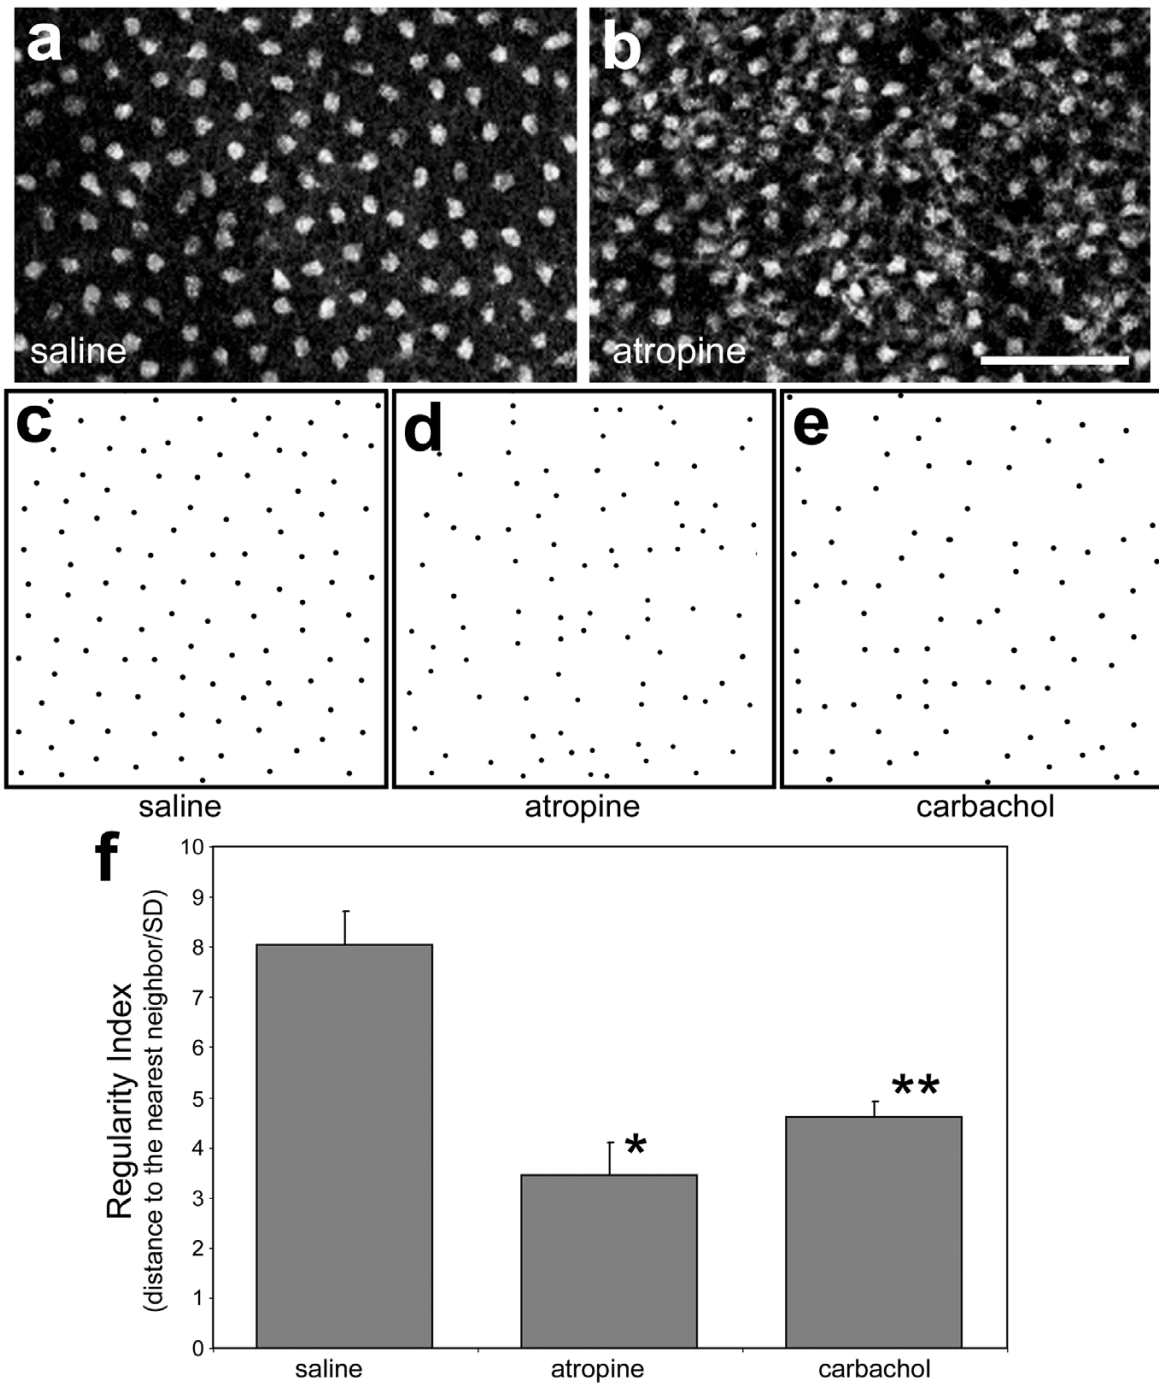 a
b
saline
atropine
c
d
e
saline
atropine
carbachol
f
Regularity Index
(distance to the nearest neighbor/SD)
10
9
8
7
6
5
4
3
2
1
0
*
**
saline
atropine
carbachol